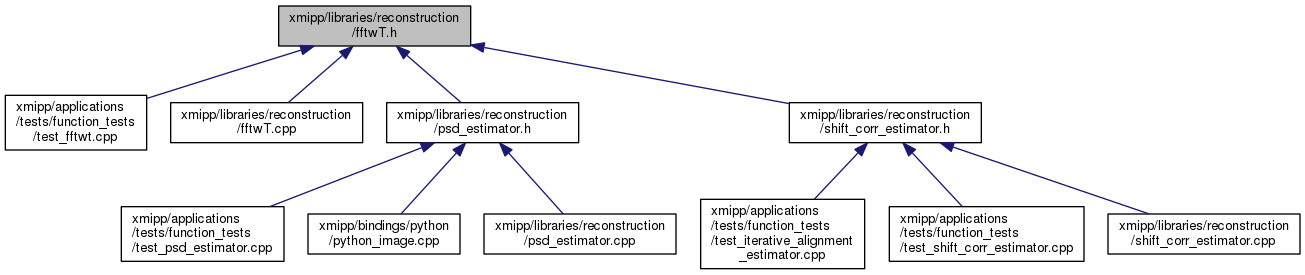 xmipp/libraries/reconstruction
/fftwT.h
xmipp/applications
/tests/function_tests
/test_fftwt.cpp
xmipp/libraries/reconstruction
/fftwT.cpp
xmipp/libraries/reconstruction
/psd_estimator.h
xmipp/libraries/reconstruction
/shift_corr_estimator.h
xmipp/applications
/tests/function_tests
/test_psd_estimator.cpp
xmipp/bindings/python
/python_image.cpp
xmipp/libraries/reconstruction
/psd_estimator.cpp
xmipp/applications
/tests/function_tests
/test_iterative_alignment
_estimator.cpp
xmipp/applications
/tests/function_tests
/test_shift_corr_estimator.cpp
xmipp/libraries/reconstruction
/shift_corr_estimator.cpp